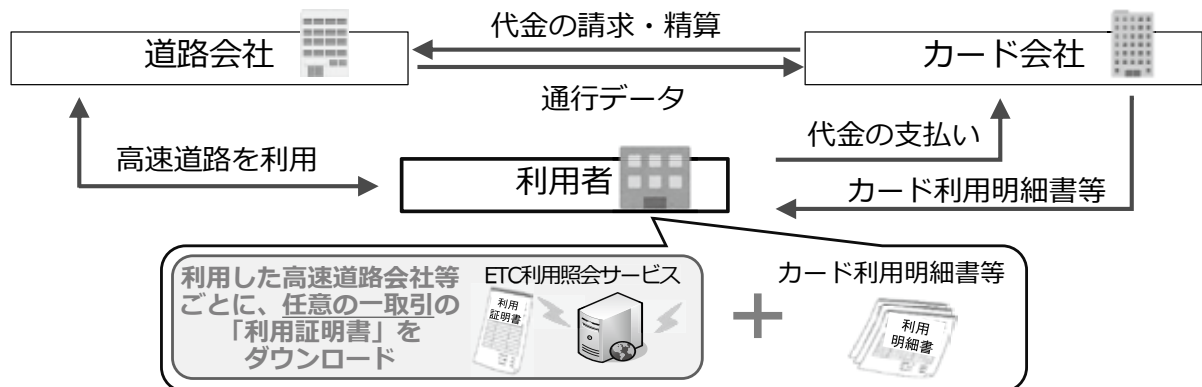 代金の請求・精算
道路会社
カード会社
通行データ
高速道路を利用
利用者
代金の支払い
カード利用明細書等
利用した高速道路会社等
ごとに、任意の一取引の
「利用証明書」を
ダウンロード
ETC利用照会サービス
利用
証明書
+
カード利用明細書等
利用
明細書